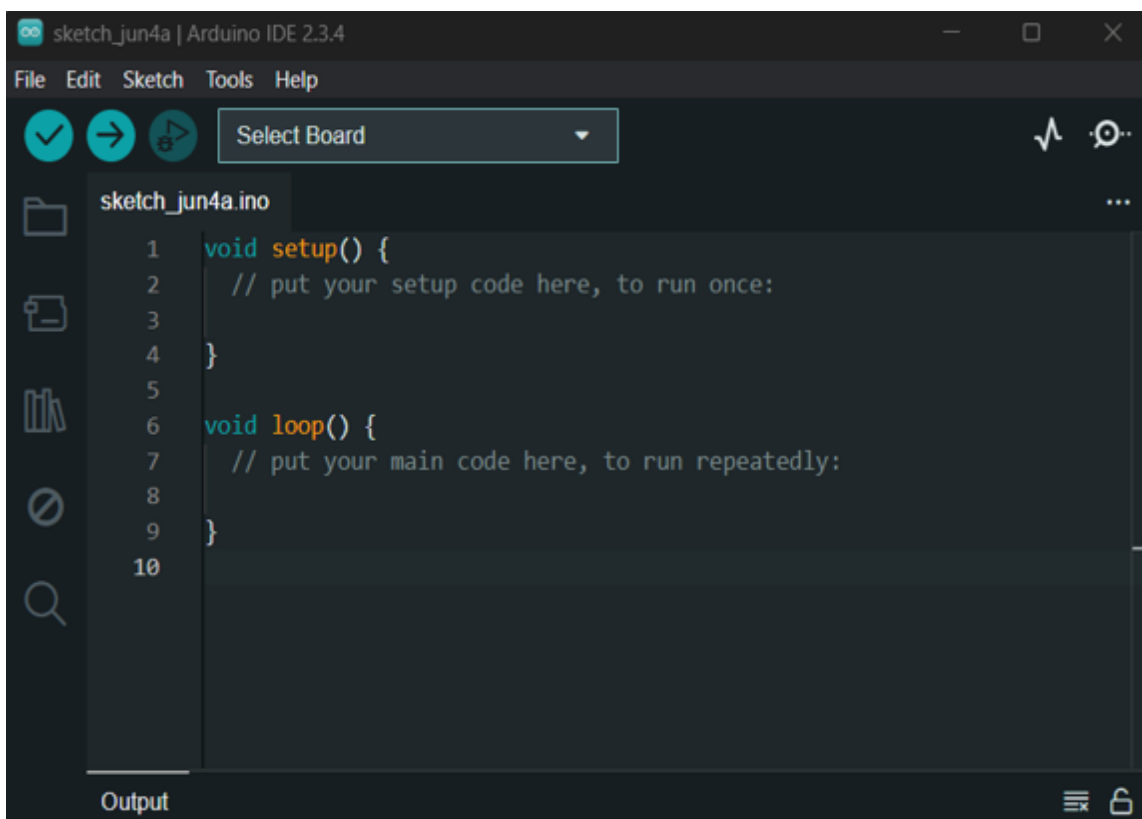 sketch_jun4a | Arduino IDE 2.3.4
File Edit Sketch Tools Help
Select Board
sketch_jun4a.ino
1 void setup() {
2 // put your setup code here, to run once:
3
4 }
5
6 void loop() {
7 // put your main code here, to run repeatedly:
8
9 }
10
Output